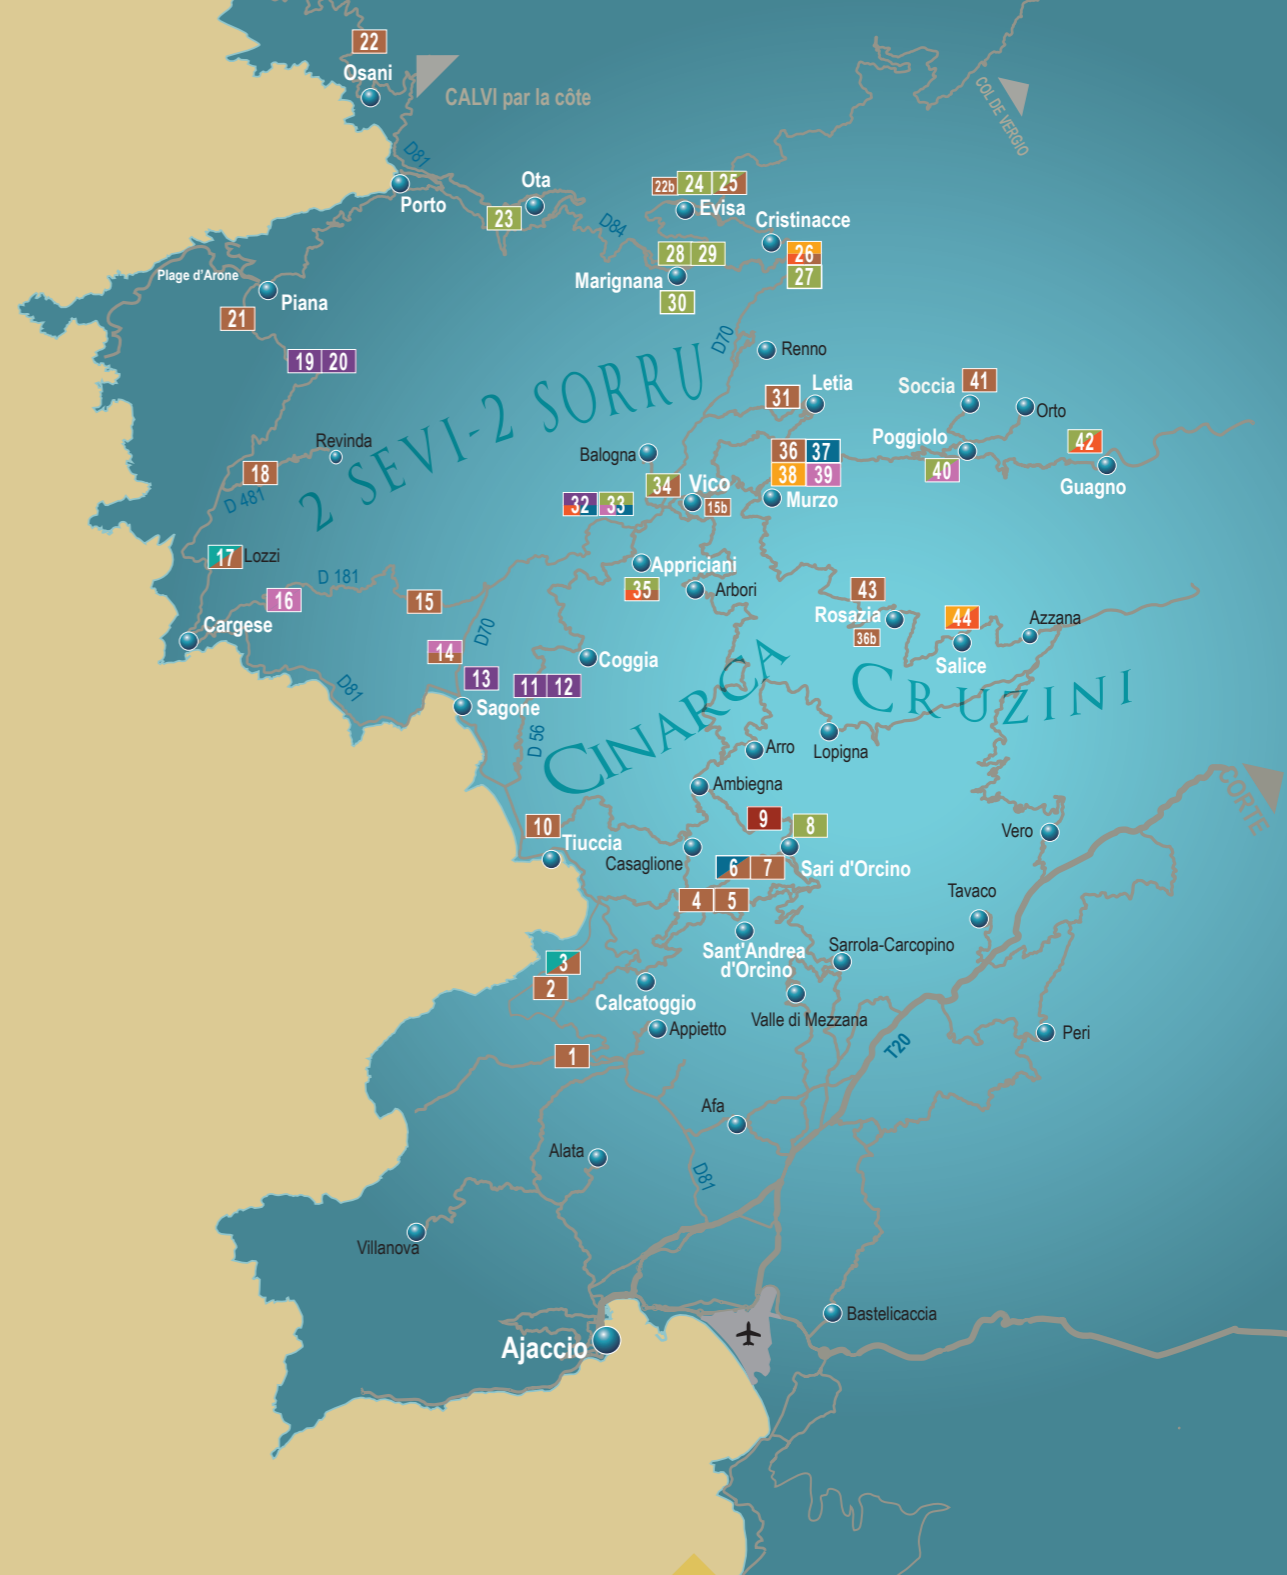 22
Osani
CALVI par la côte
COL DE VERGIO
D81
Porto
Ota
23
D84
22b 24 25
Evisa
Cristinacce
26
27
28 29
Marignana
30
Plage d'Arone
Piana
21
19 20
D70
Renno
2 SEVI-2 SORRU
31
Letia
Soccia
41
Orto
Revinda
18
D 481
Balogna
34
Vico
15b
32 33
36 37
38 39
Murzo
Poggiolo
40
42
Guagno
17
Lozzi
D 181
16
15
Cargese
D81
Appriciani
35
Arbori
43
Rosazia
36b
44
Salice
Azzana
14
D70
13
Sagone
Coggia
11 12
D 56
CINARCA
CRUZINI
Arro
Lopigna
Ambiegna
CORTE
10
Tiuccia
Casaglione
9
8
6 7
Sari d'Orcino
Vero
4 5
Sant'Andrea
d'Orcino
Tavaco
Sarrola-Carcopino
3
2
Calcatoggio
Valle di Mezzana
Appietto
1
T20
Peri
Afa
Alata
D81
Villanova
Bastelicaccia
Ajaccio